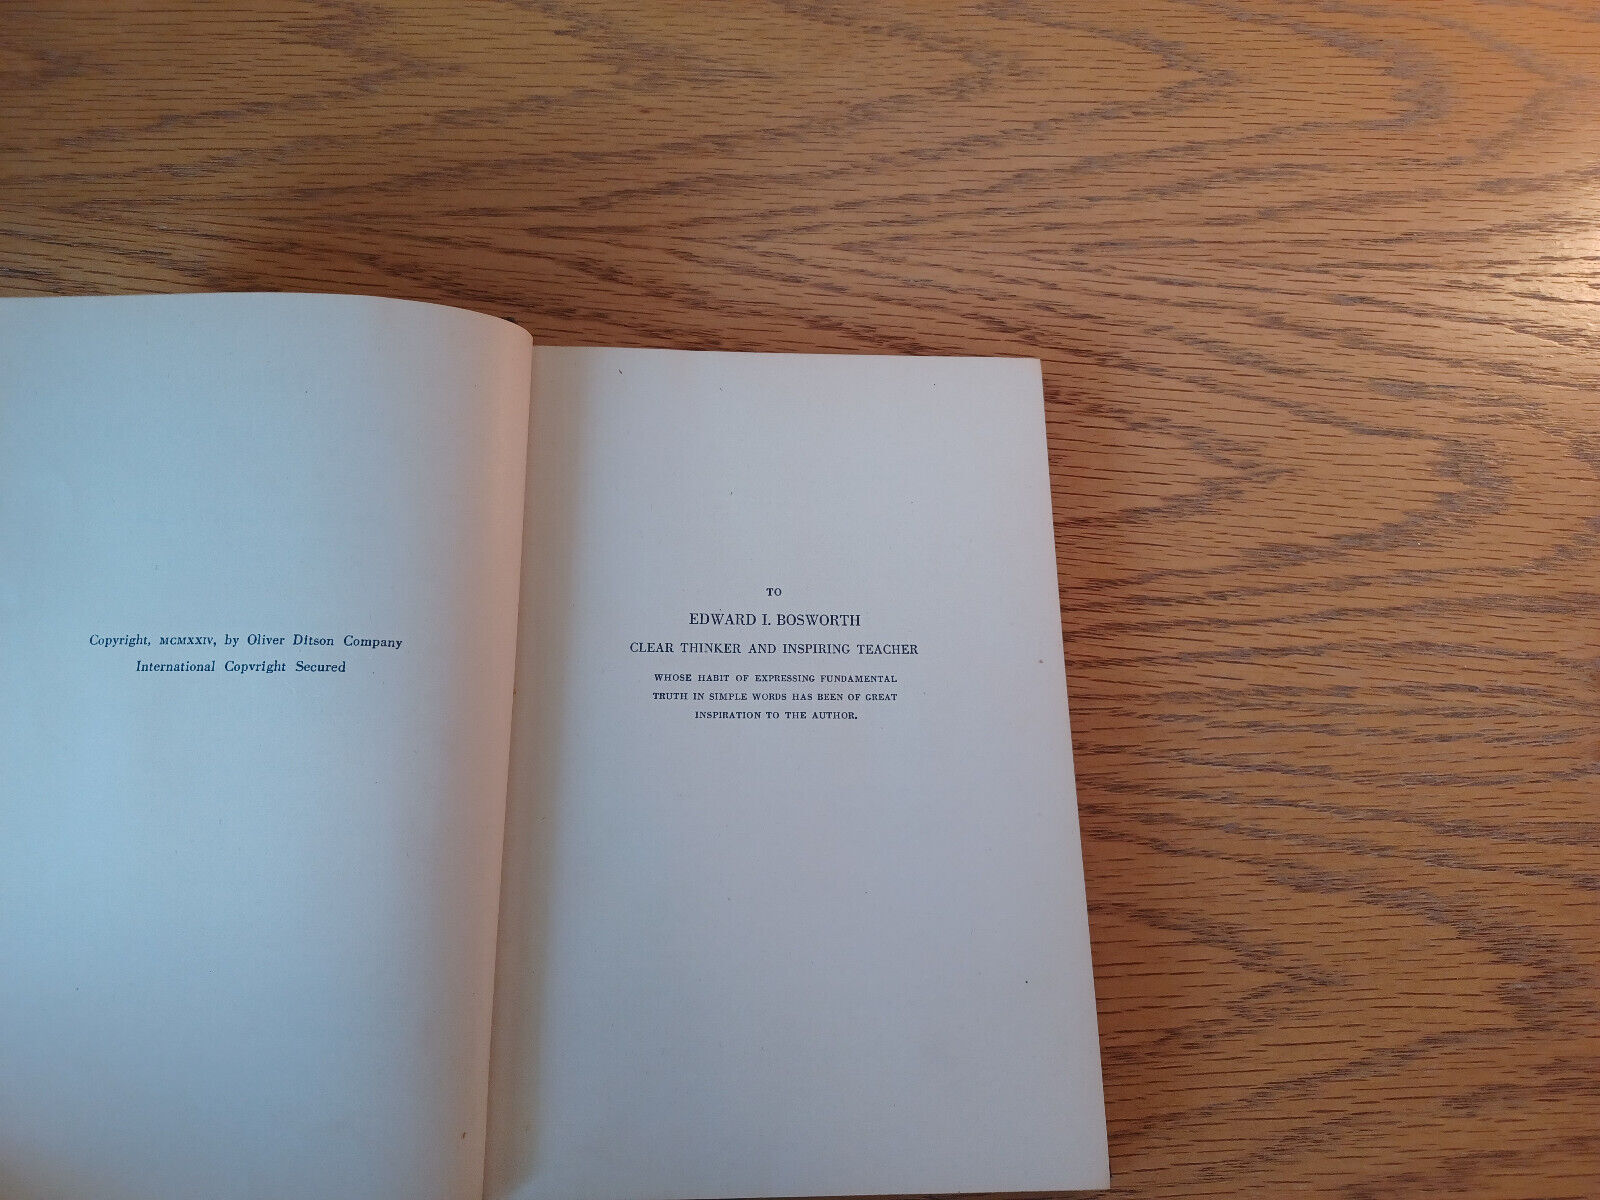 Copyright, MCMXXIV, by Oliver Ditson Company
International Copyright Secured
TO
EDWARD I. BOSWORTH
CLEAR THINKER AND INSPIRING TEACHER
WHOSE HABIT OF EXPRESSING FUNDAMENTAL
TRUTH IN SIMPLE WORDS HAS BEEN OF GREAT
INSPIRATION TO THE AUTHOR.